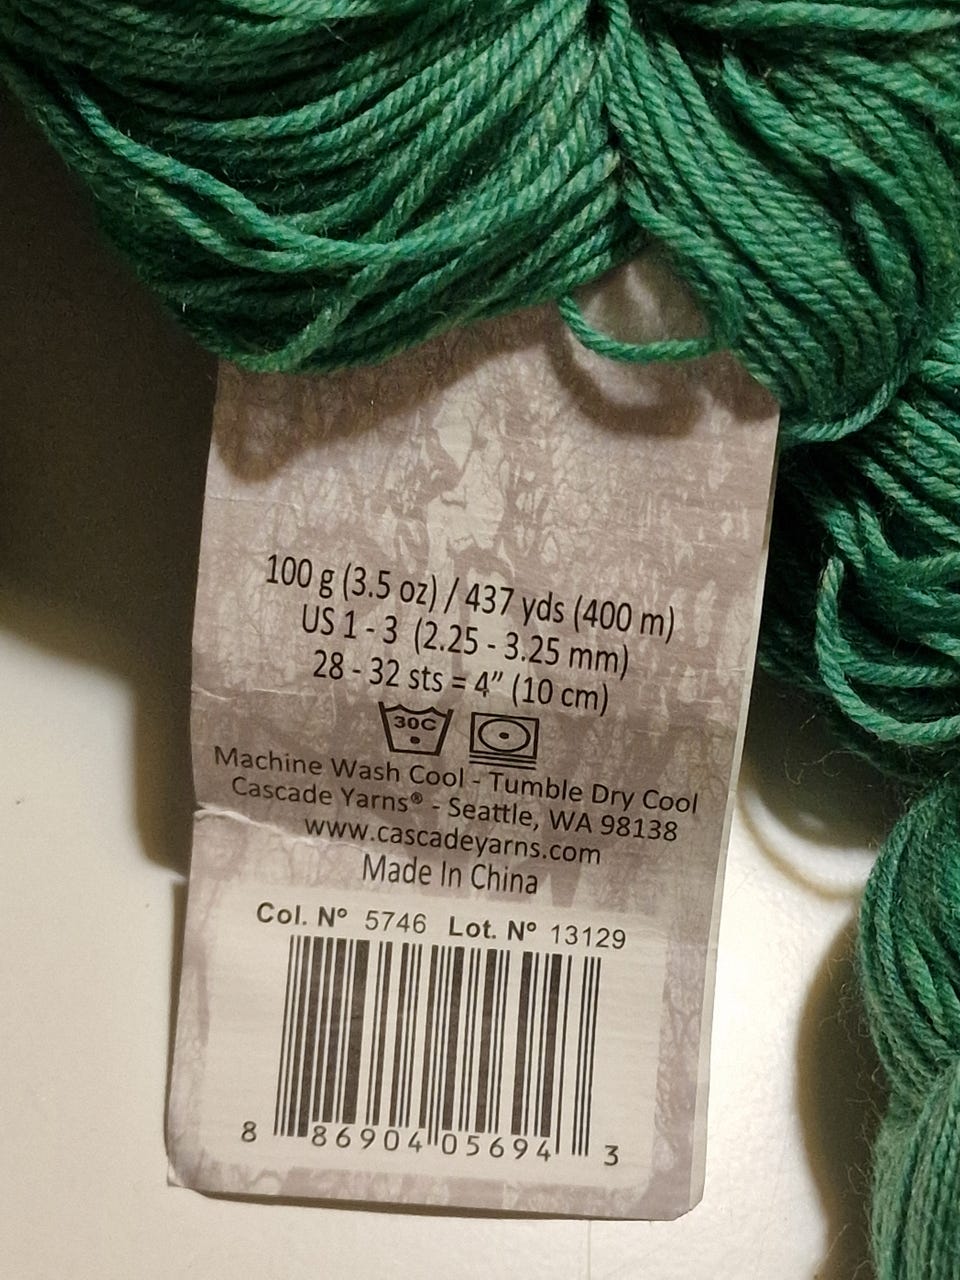 100 g (3.5 oz) / 437 yds (400 m)
US 1 - 3 (2.25 - 3.25 mm)
28 - 32 sts = 4” (10 cm)
30C
Machine Wash Cool - Tumble Dry Cool
Cascade Yarns® - Seattle, WA 98138
www.cascadeyarns.com
Made In China
Col. Nº 5746 Lot. Nº 13129
8 86904 05694 3